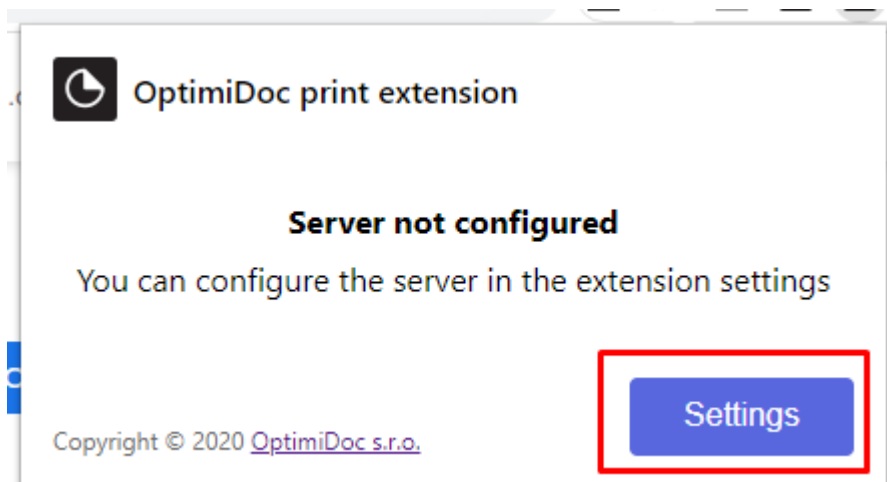 OptimiDoc print extension
Server not configured
You can configure the server in the extension settings
Settings
Copyright © 2020 OptimiDoc s.r.o.